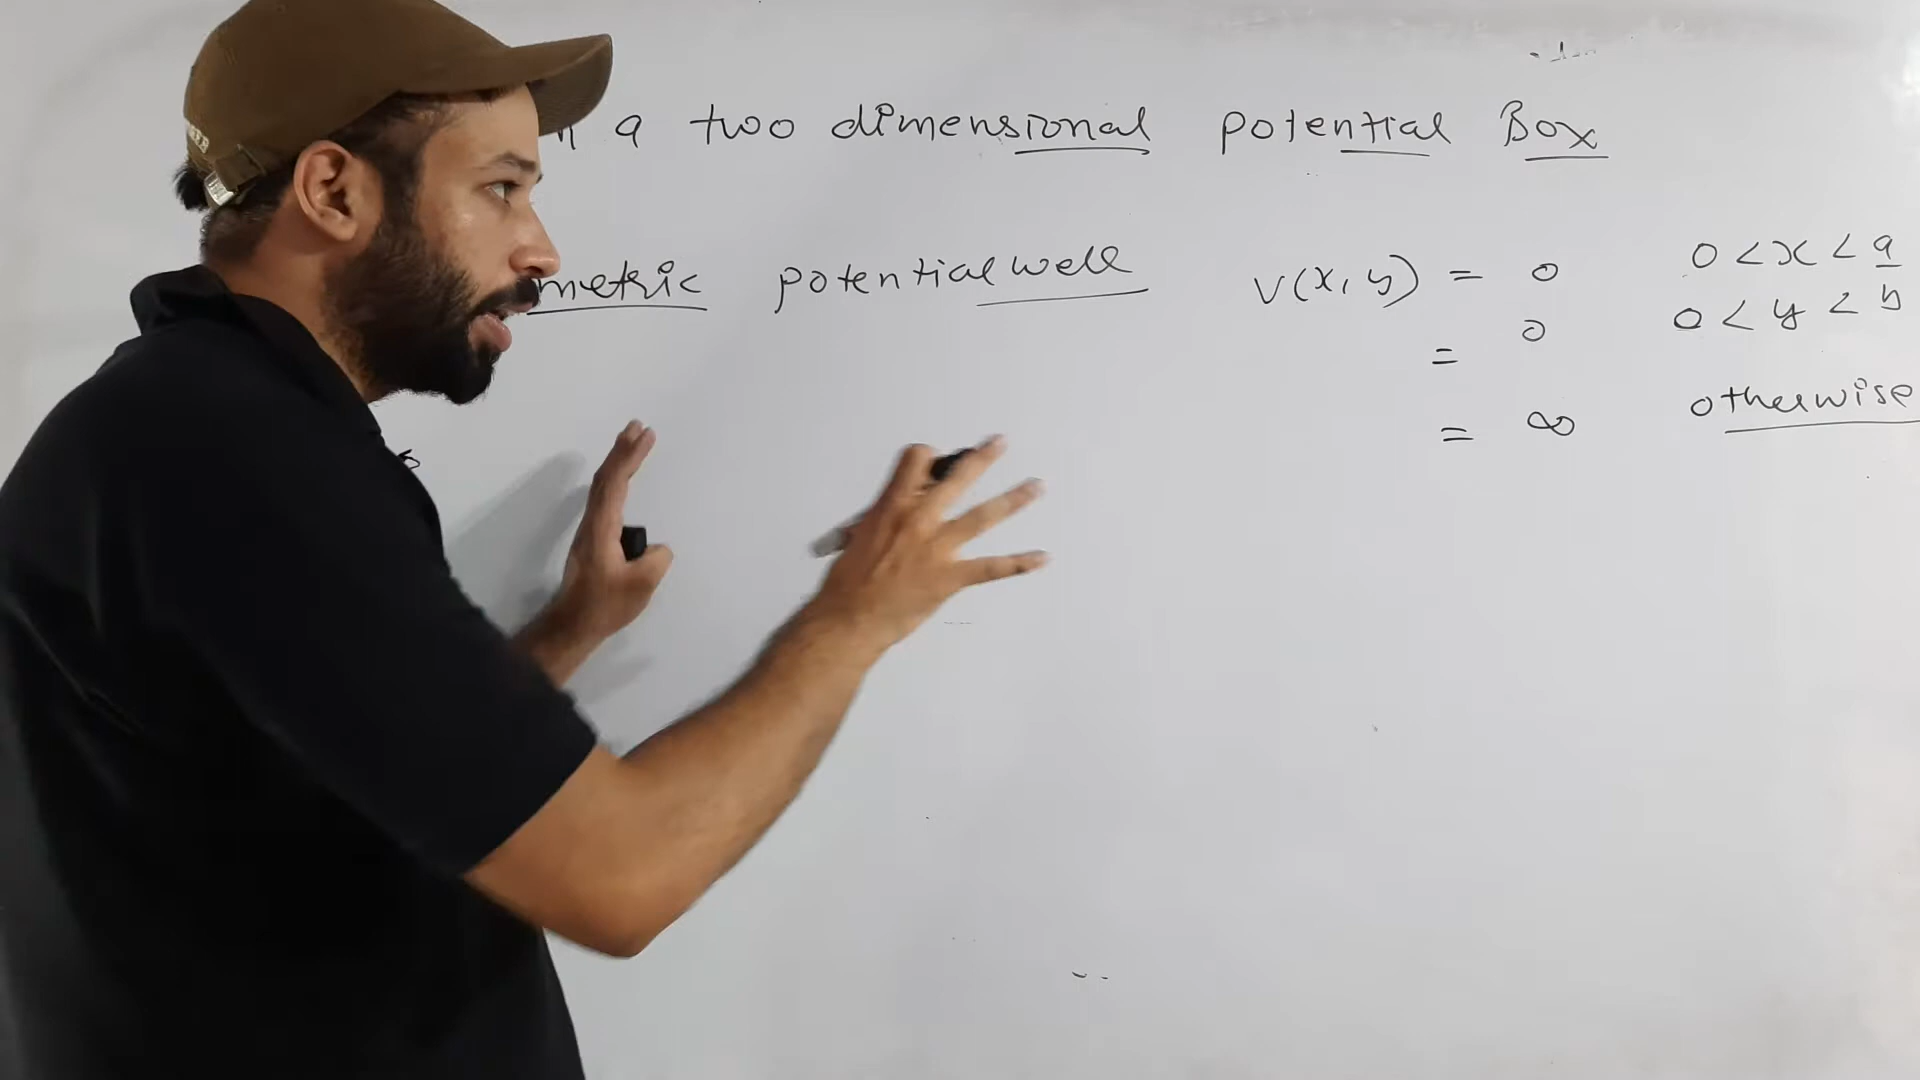 a two dimensional potential Box
metric potential well V(x, y) = 0 0 < x < a
= 0 0 < y < b
= ∞ otherwise